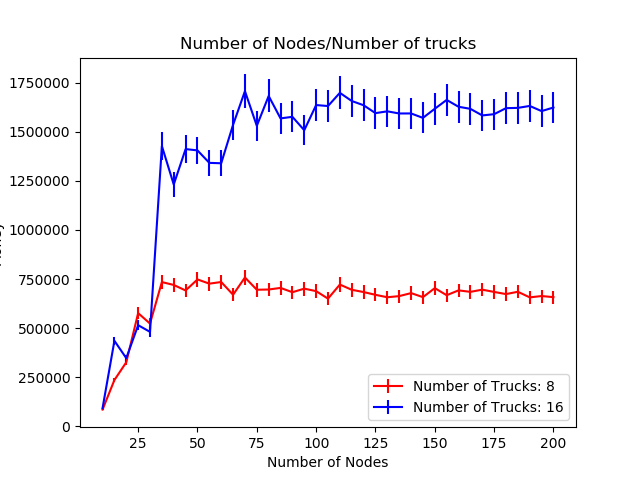 Number of Nodes/Number of trucks
1750000
1500000
1250000
1000000
750000
500000
250000
0
25 50 75 100 125 150 175 200
Number of Nodes
Number of Trucks: 8
Number of Trucks: 16